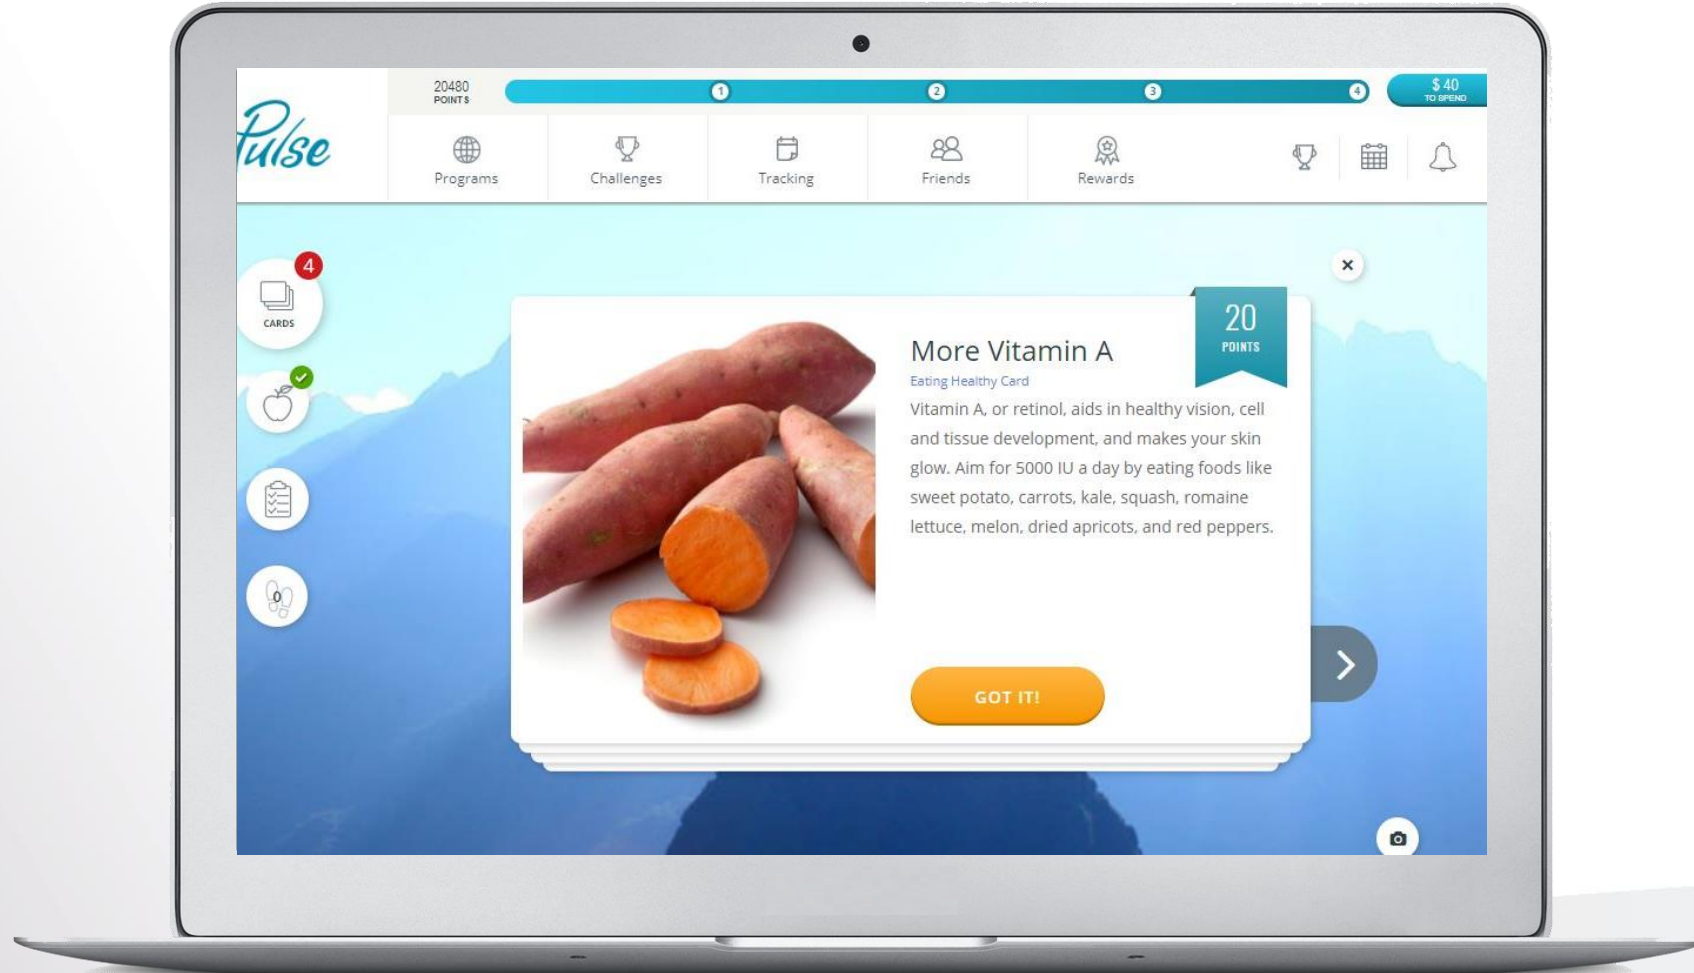 20480
POINTS
1
2
3
4
$ 40
TO SPEND
Pulse
Programs
Challenges
Tracking
Friends
Rewards
4
CARDS
0
20
POINTS
More Vitamin A
Eating Healthy Card
Vitamin A, or retinol, aids in healthy vision, cell
and tissue development, and makes your skin
glow. Aim for 5000 IU a day by eating foods like
sweet potato, carrots, kale, squash, romaine
lettuce, melon, dried apricots, and red peppers.
GOT IT!